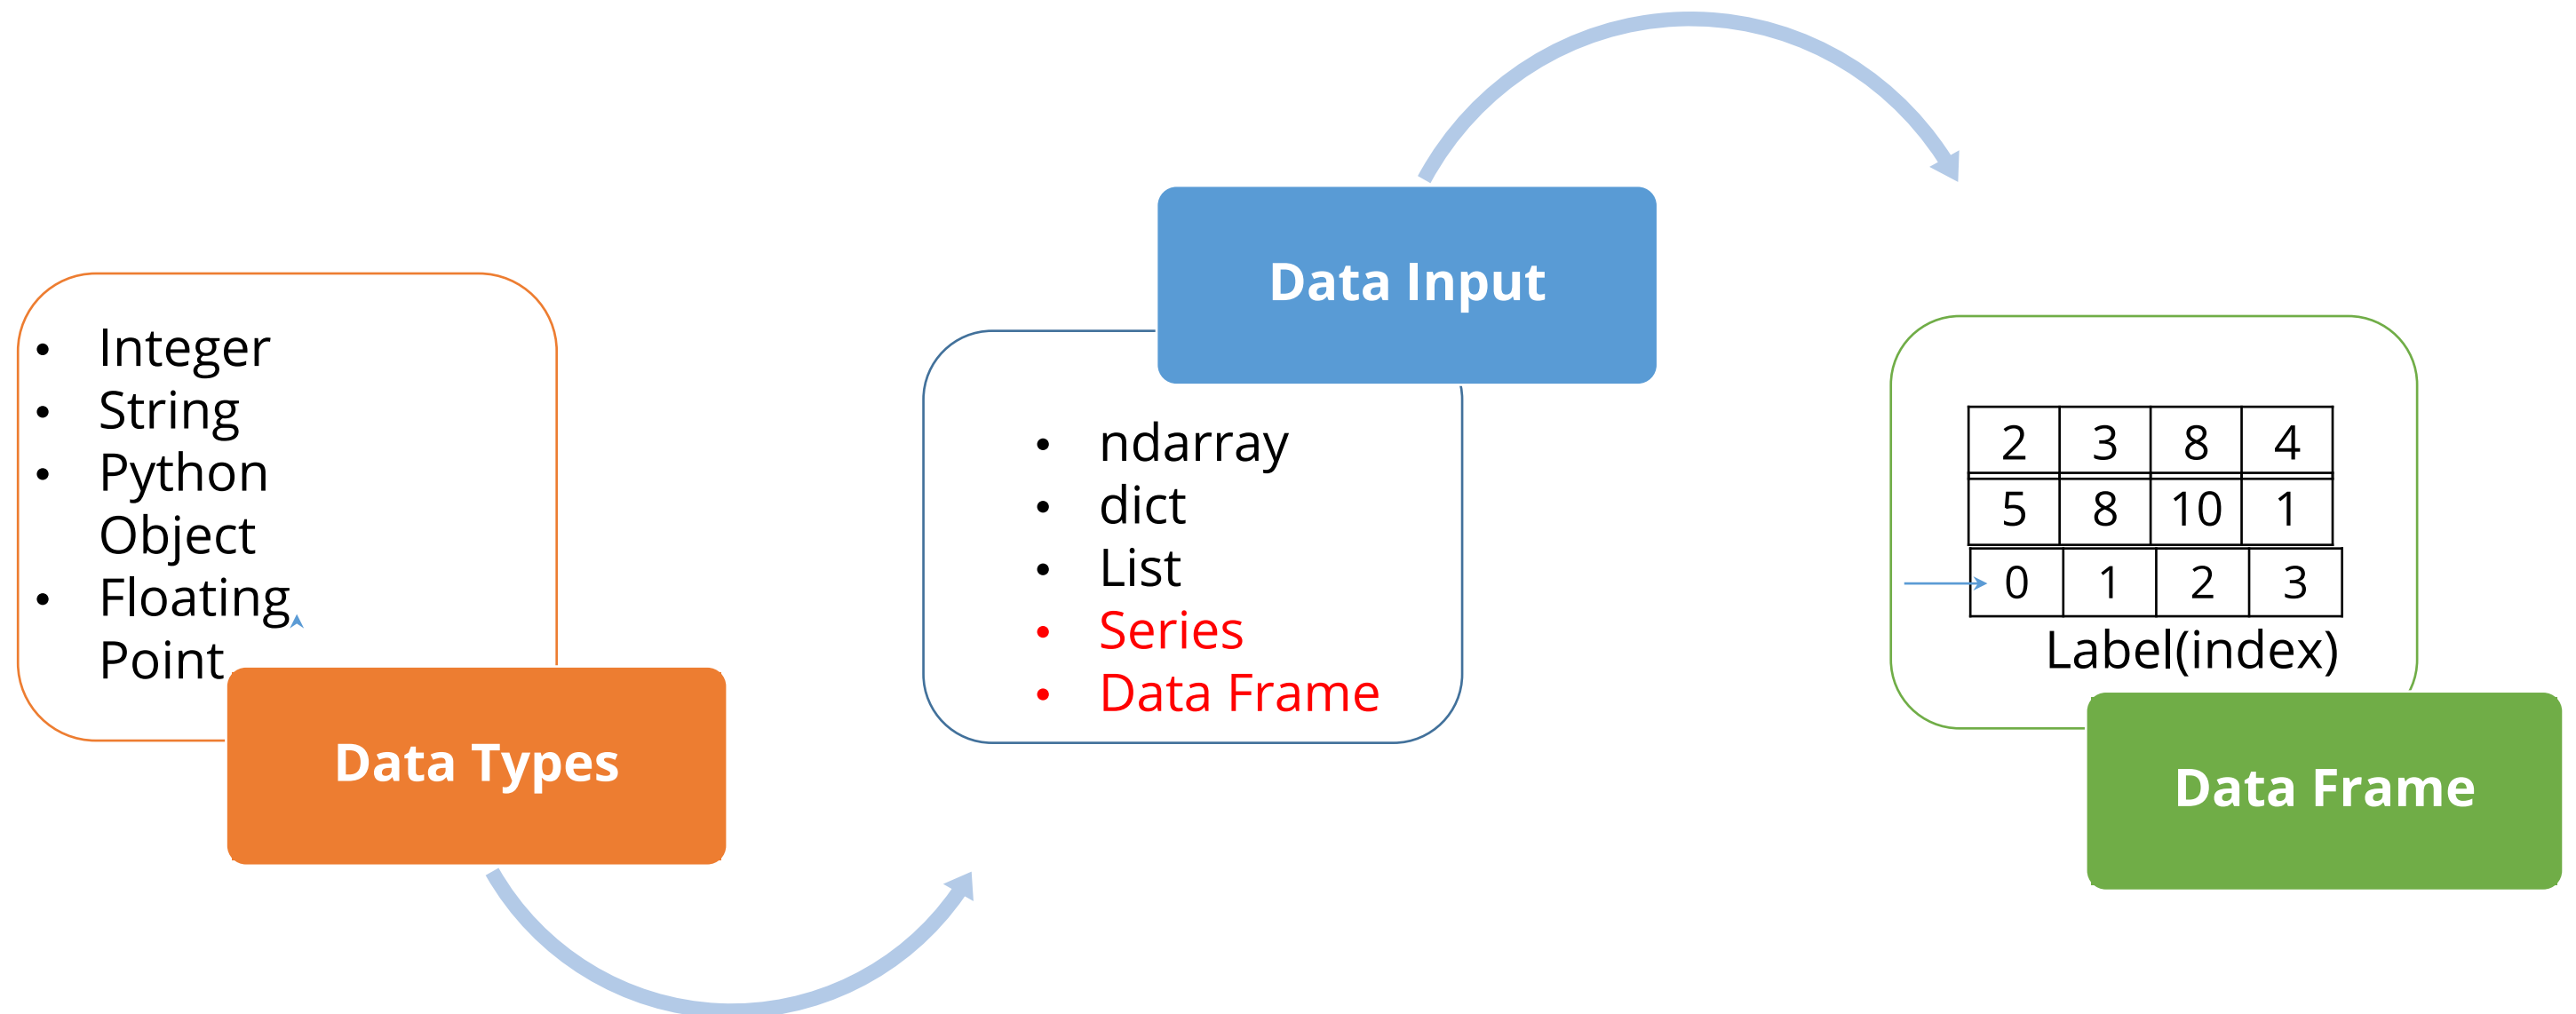 • Integer
• String
• Python
Object
• Floating
Point
Data Types
Data Input
• ndarray
• dict
• List
• Series
• Data Frame
2 3 8 4
5 8 10 1
0 1 2 3
Label(index)
Data Frame